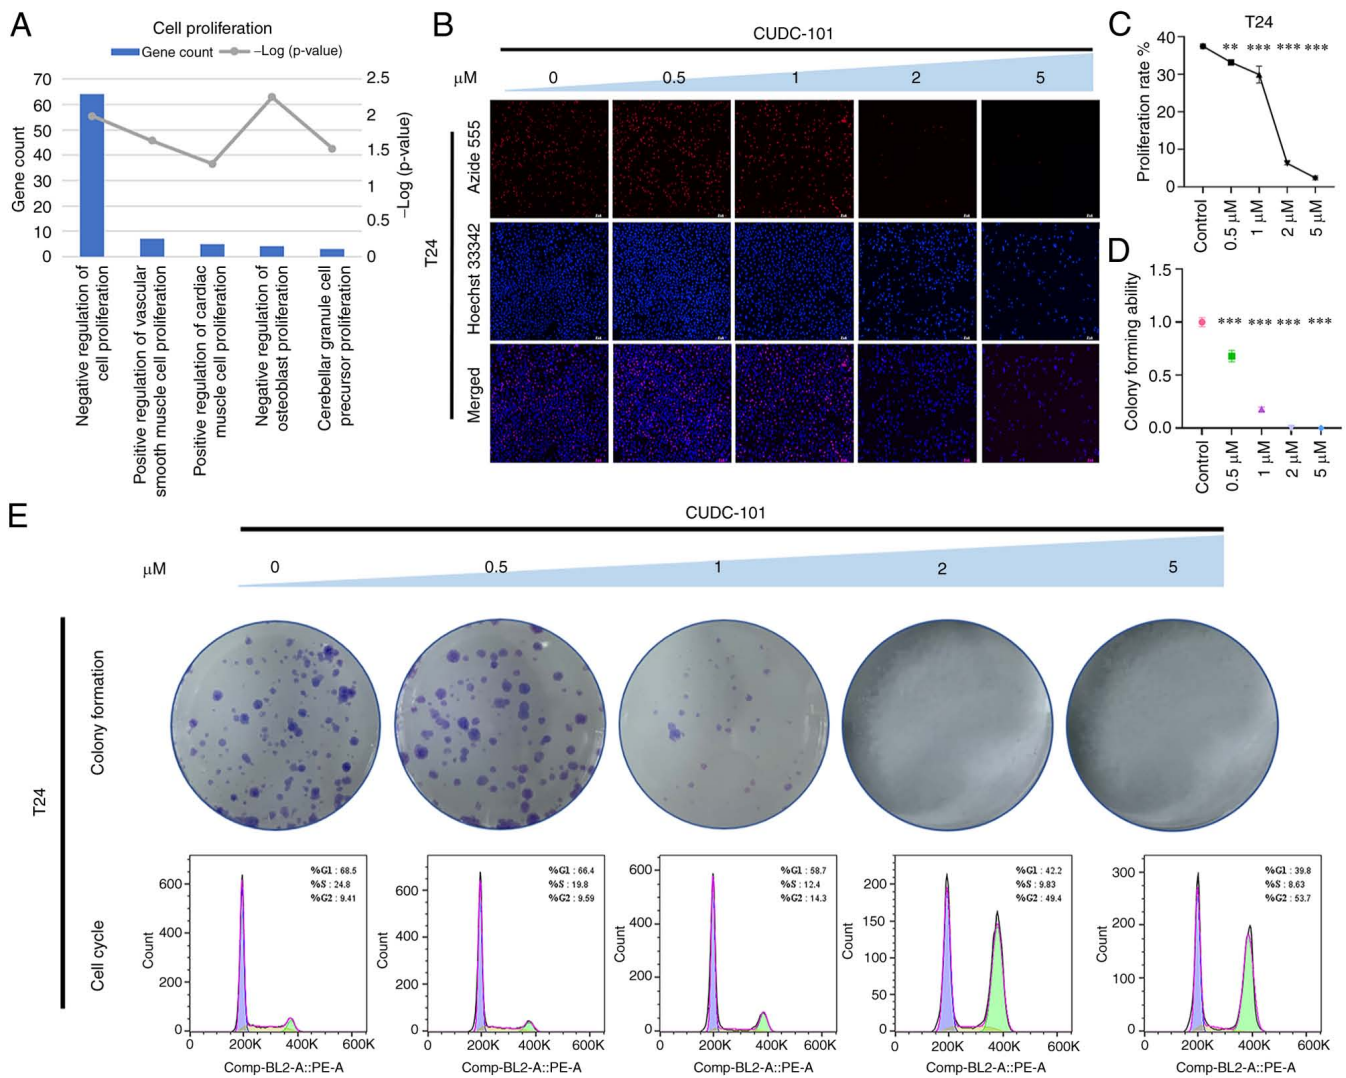 A
Cell proliferation
Gene count
–Log (p-value)
70
60
50
40
30
20
10
0
Gene count
2.5
2
1.5
1
0.5
0
–Log (p-value)
Negative regulation of
cell proliferation
Positive regulation of vascular
smooth muscle cell proliferation
Positive regulation of cardiac
muscle cell proliferation
Negative regulation of
osteoblast proliferation
Cerebellar granule cell
precursor proliferation
B
CUDC-101
μM 0 0.5 1 2 5
T24
Azide 555
Hoechst 33342
Merged
C
T24
** *** *** ***
40
30
20
10
0
Proliferation rate %
Control
0.5 μM
1 μM
2 μM
5 μM
D
1.5
1.0
0.5
0.0
*** *** *** ***
Colony forming ability
Control
0.5 μM
1 μM
2 μM
5 μM
E
CUDC-101
μM 0 0.5 1 2 5
T24
Colony formation
Cell cycle
%G1 : 68.5
%S : 24.8
%G2 : 9.41
600
400
200
0
Count
0 200K 400K 600K
Comp-BL2-A::PE-A
%G1 : 66.4
%S : 19.8
%G2 : 9.59
600
400
200
0
Count
0 200K 400K 600K
Comp-BL2-A::PE-A
%G1 : 58.7
%S : 12.4
%G2 : 14.3
600
400
200
0
Count
0 200K 400K 600K
Comp-BL2-A::PE-A
%G1 : 42.2
%S : 9.83
%G2 : 49.4
200
150
100
50
0
Count
0 200K 400K 600K
Comp-BL2-A::PE-A
%G1 : 39.8
%S : 8.63
%G2 : 53.7
300
200
100
0
Count
0 200K 400K 600K
Comp-BL2-A::PE-A